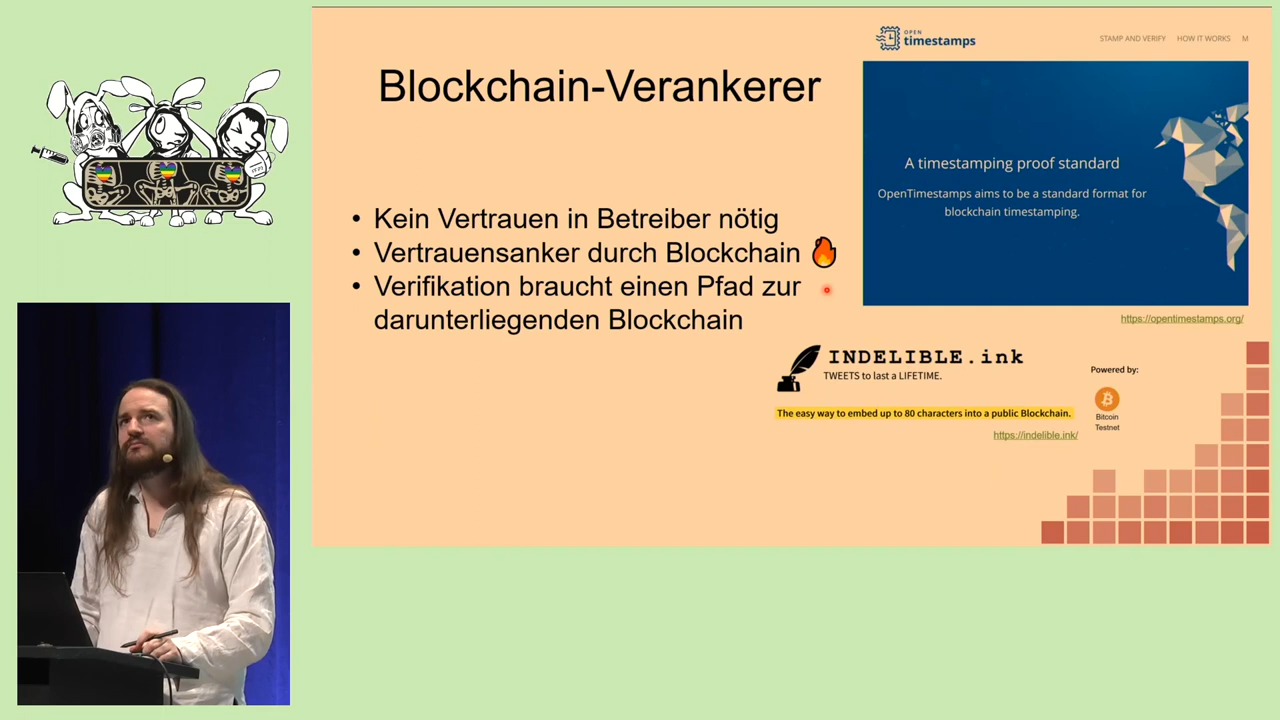 OPEN
timestamps
STAMP AND VERIFY HOW IT WORKS M
Blockchain-Verankerer
A timestamping proof standard
OpenTimestamps aims to be a standard format for
blockchain timestamping.
• Kein Vertrauen in Betreiber nötig
• Vertrauensanker durch Blockchain 🔥
• Verifikation braucht einen Pfad zur
darunterliegenden Blockchain
https://opentimestamps.org/
INDELIBLE.ink
TWEETS to last a LIFETIME.
The easy way to embed up to 80 characters into a public Blockchain.
https://indelible.ink/
Powered by:
Bitcoin
Testnet